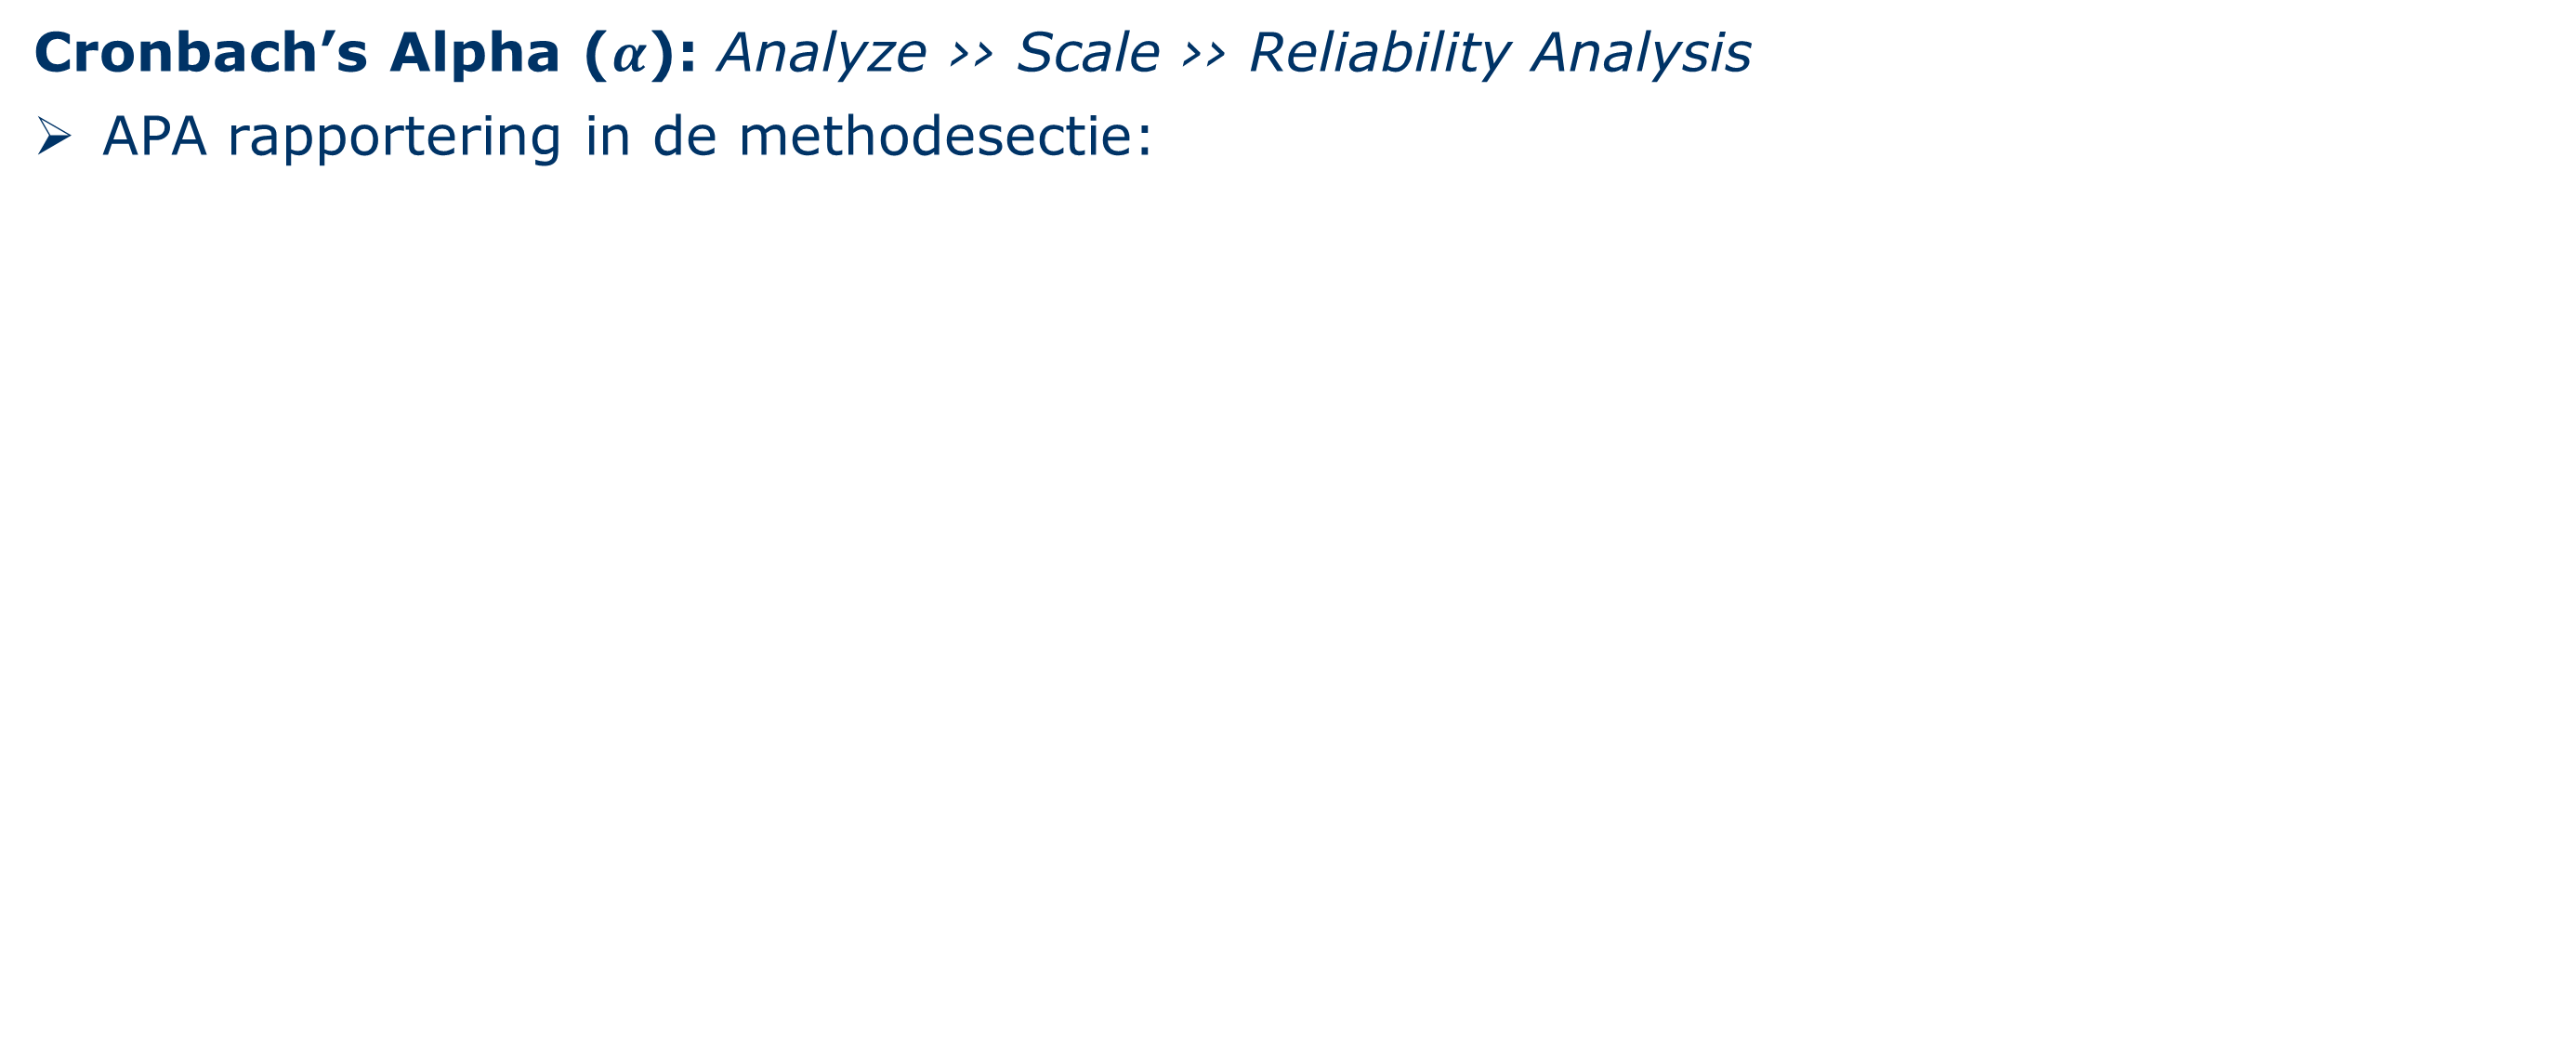 Cronbach’s Alpha (𝜶): Analyze ›› Scale ›› Reliability Analysis
➢ APA rapportering in de methodesectie: